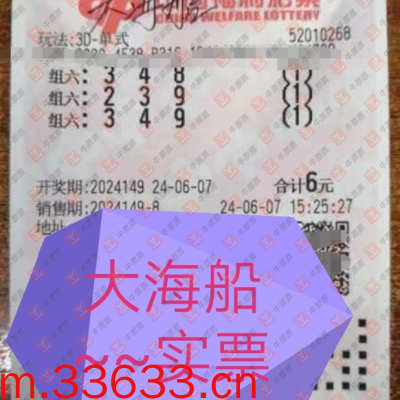 大海船
WELFARE LOTTERY
玩法:3D-单式 52010268
组六: 3 4 8 (1)
组六: 2 3 9 (1)
组六: 3 4 9 (1)
开奖期:2024149 24-06-07 合计6元
销售期:2024149-8 24-06-07 15:25:27
地址
大海船
~~实票
m.33633.cn